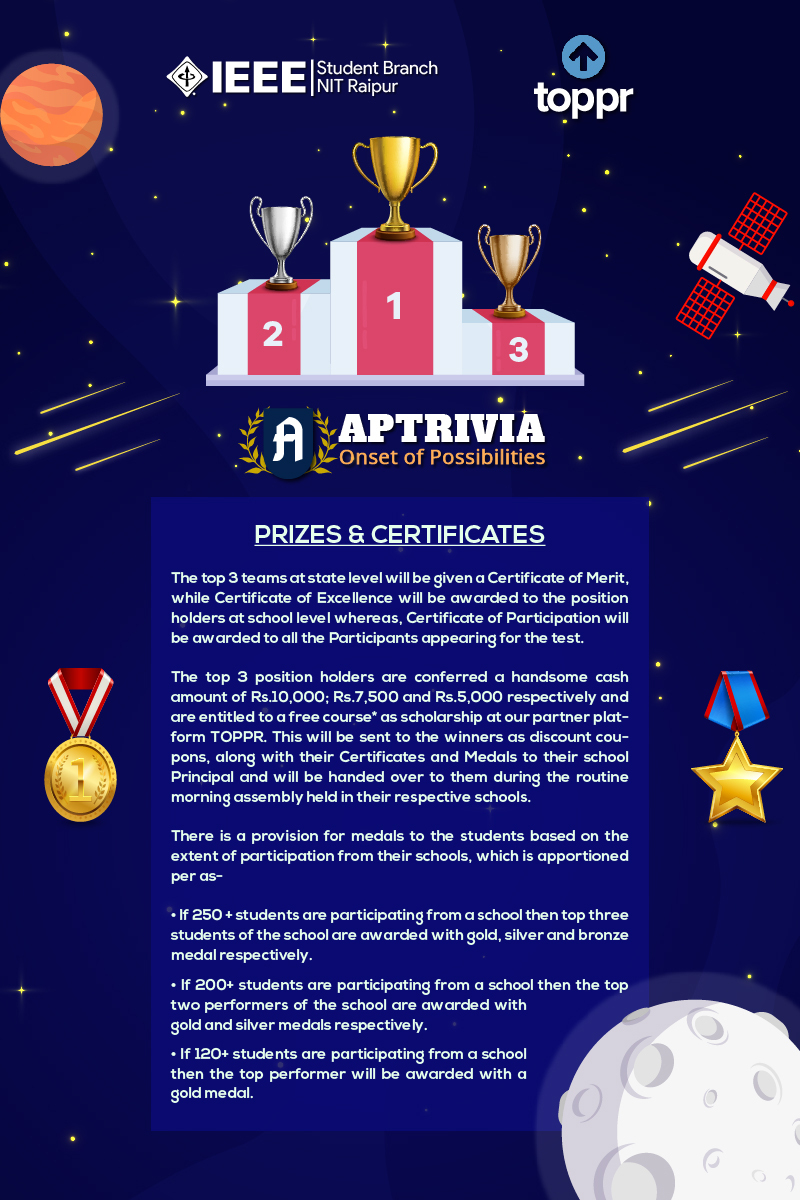 IEEE Student Branch
NIT Raipur
toppr
1
2
3
1
A APTRIVIA
Onset of Possibilities
PRIZES & CERTIFICATES
The top 3 teams at state level will be given a Certificate of Merit,
while Certificate of Excellence will be awarded to the position
holders at school level whereas, Certificate of Participation will
be awarded to all the Participants appearing for the test.
The top 3 position holders are conferred a handsome cash
amount of Rs.10,000; Rs.7,500 and Rs.5,000 respectively and
are entitled to a free course* as scholarship at our partner plat-
form TOPPR. This will be sent to the winners as discount cou-
pons, along with their Certificates and Medals to their school
Principal and will be handed over to them during the routine
morning assembly held in their respective schools.
There is a provision for medals to the students based on the
extent of participation from their schools, which is apportioned
per as-
• If 250 + students are participating from a school then top three
students of the school are awarded with gold, silver and bronze
medal respectively.
• If 200+ students are participating from a school then the top
two performers of the school are awarded with
gold and silver medals respectively.
• If 120+ students are participating from a school
then the top performer will be awarded with a
gold medal.